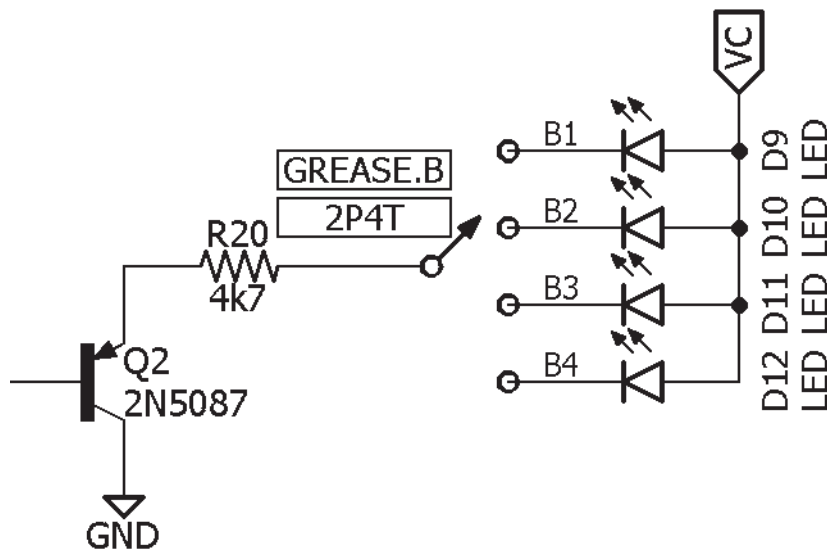 VC
GREASE.B
2P4T
R20
4k7
B1
B2
B3
B4
D9
LED
D10
LED
D11
LED
D12
LED
Q2
2N5087
GND